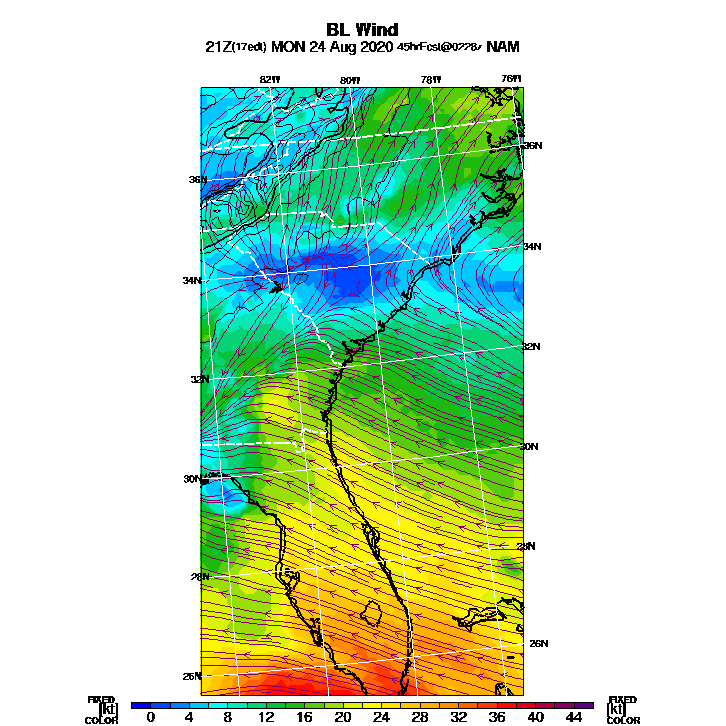 BL Wind
21Z(17edt) MON 24 Aug 2020 45hrFcst@0228z NAM
82W 80W 78W 76W
36N
36N
34N
34N
32N
32N
30N
30N
28N
28N
26N
26N
FIXED FIXED
[kt] 0 4 8 12 16 20 24 28 32 36 40 44 [kt]
COLOR COLOR